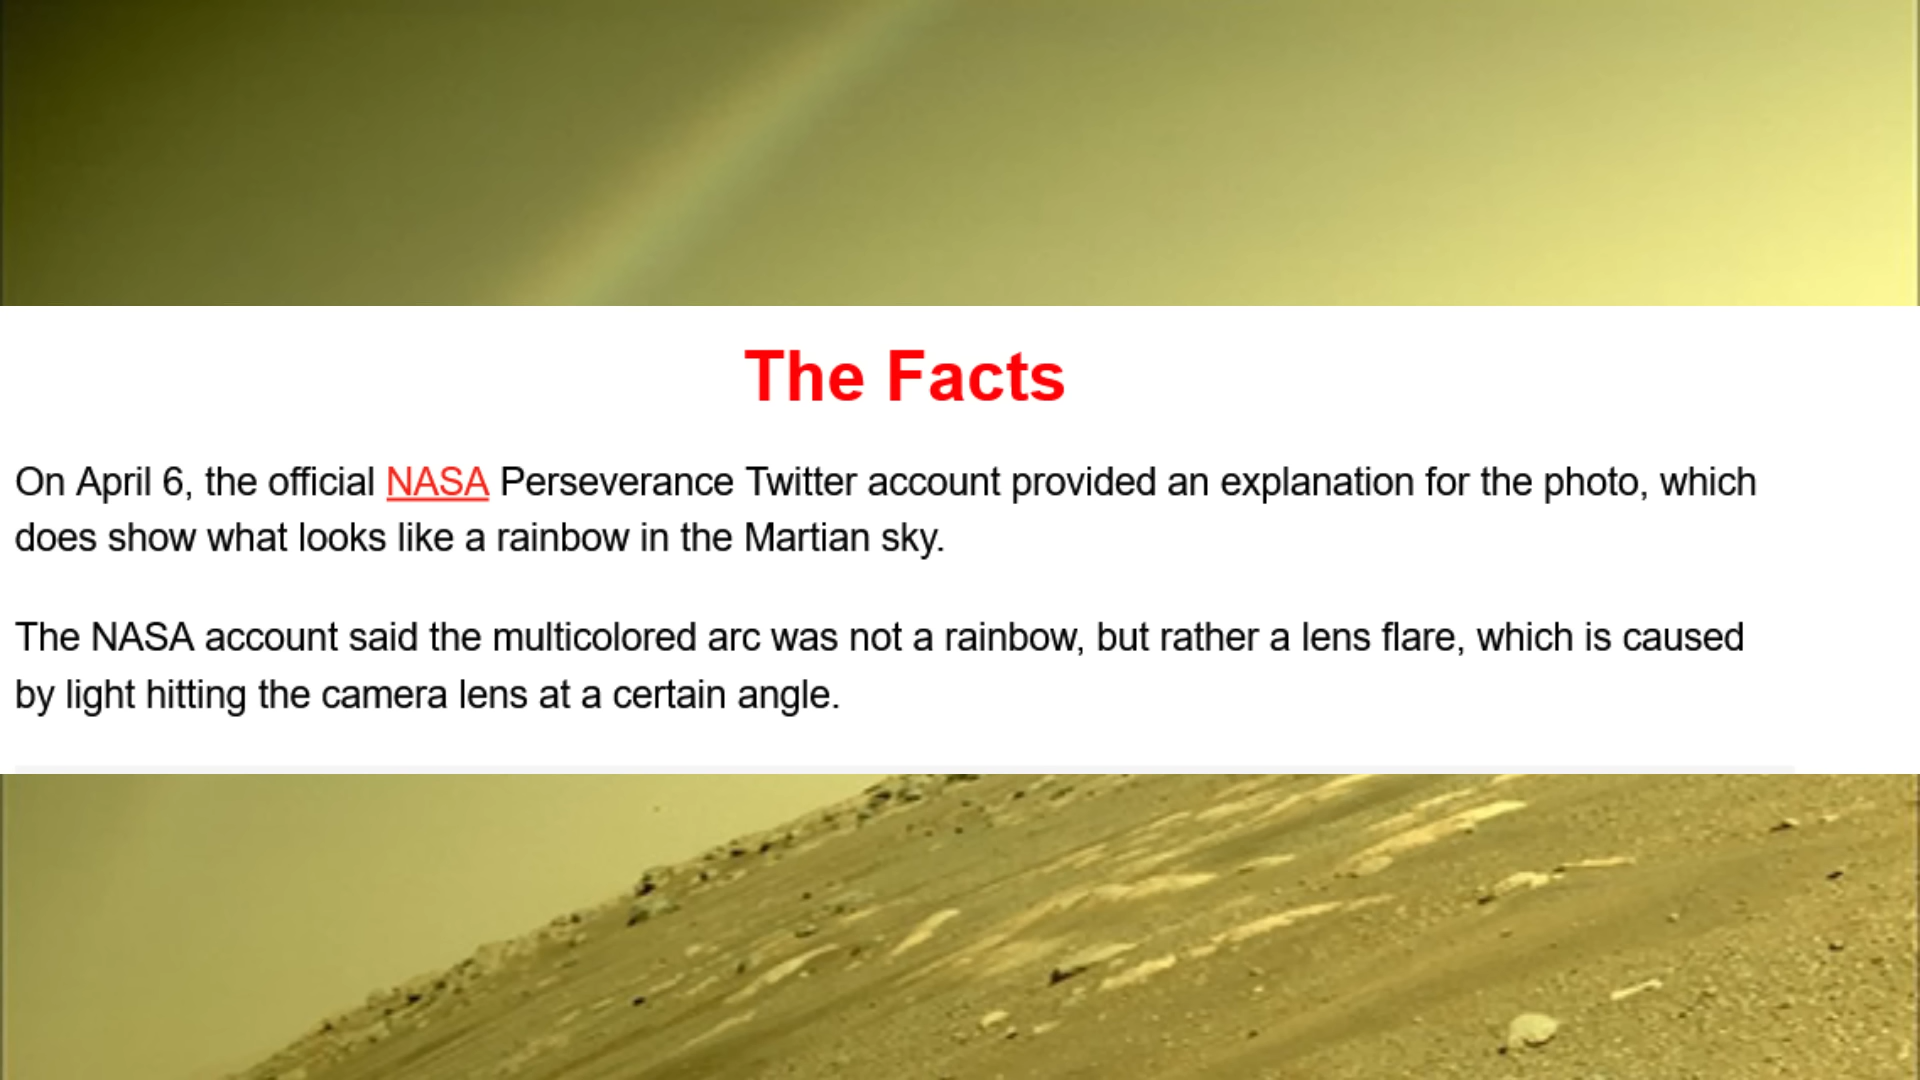 The Facts
On April 6, the official NASA Perseverance Twitter account provided an explanation for the photo, which
does show what looks like a rainbow in the Martian sky.
The NASA account said the multicolored arc was not a rainbow, but rather a lens flare, which is caused
by light hitting the camera lens at a certain angle.